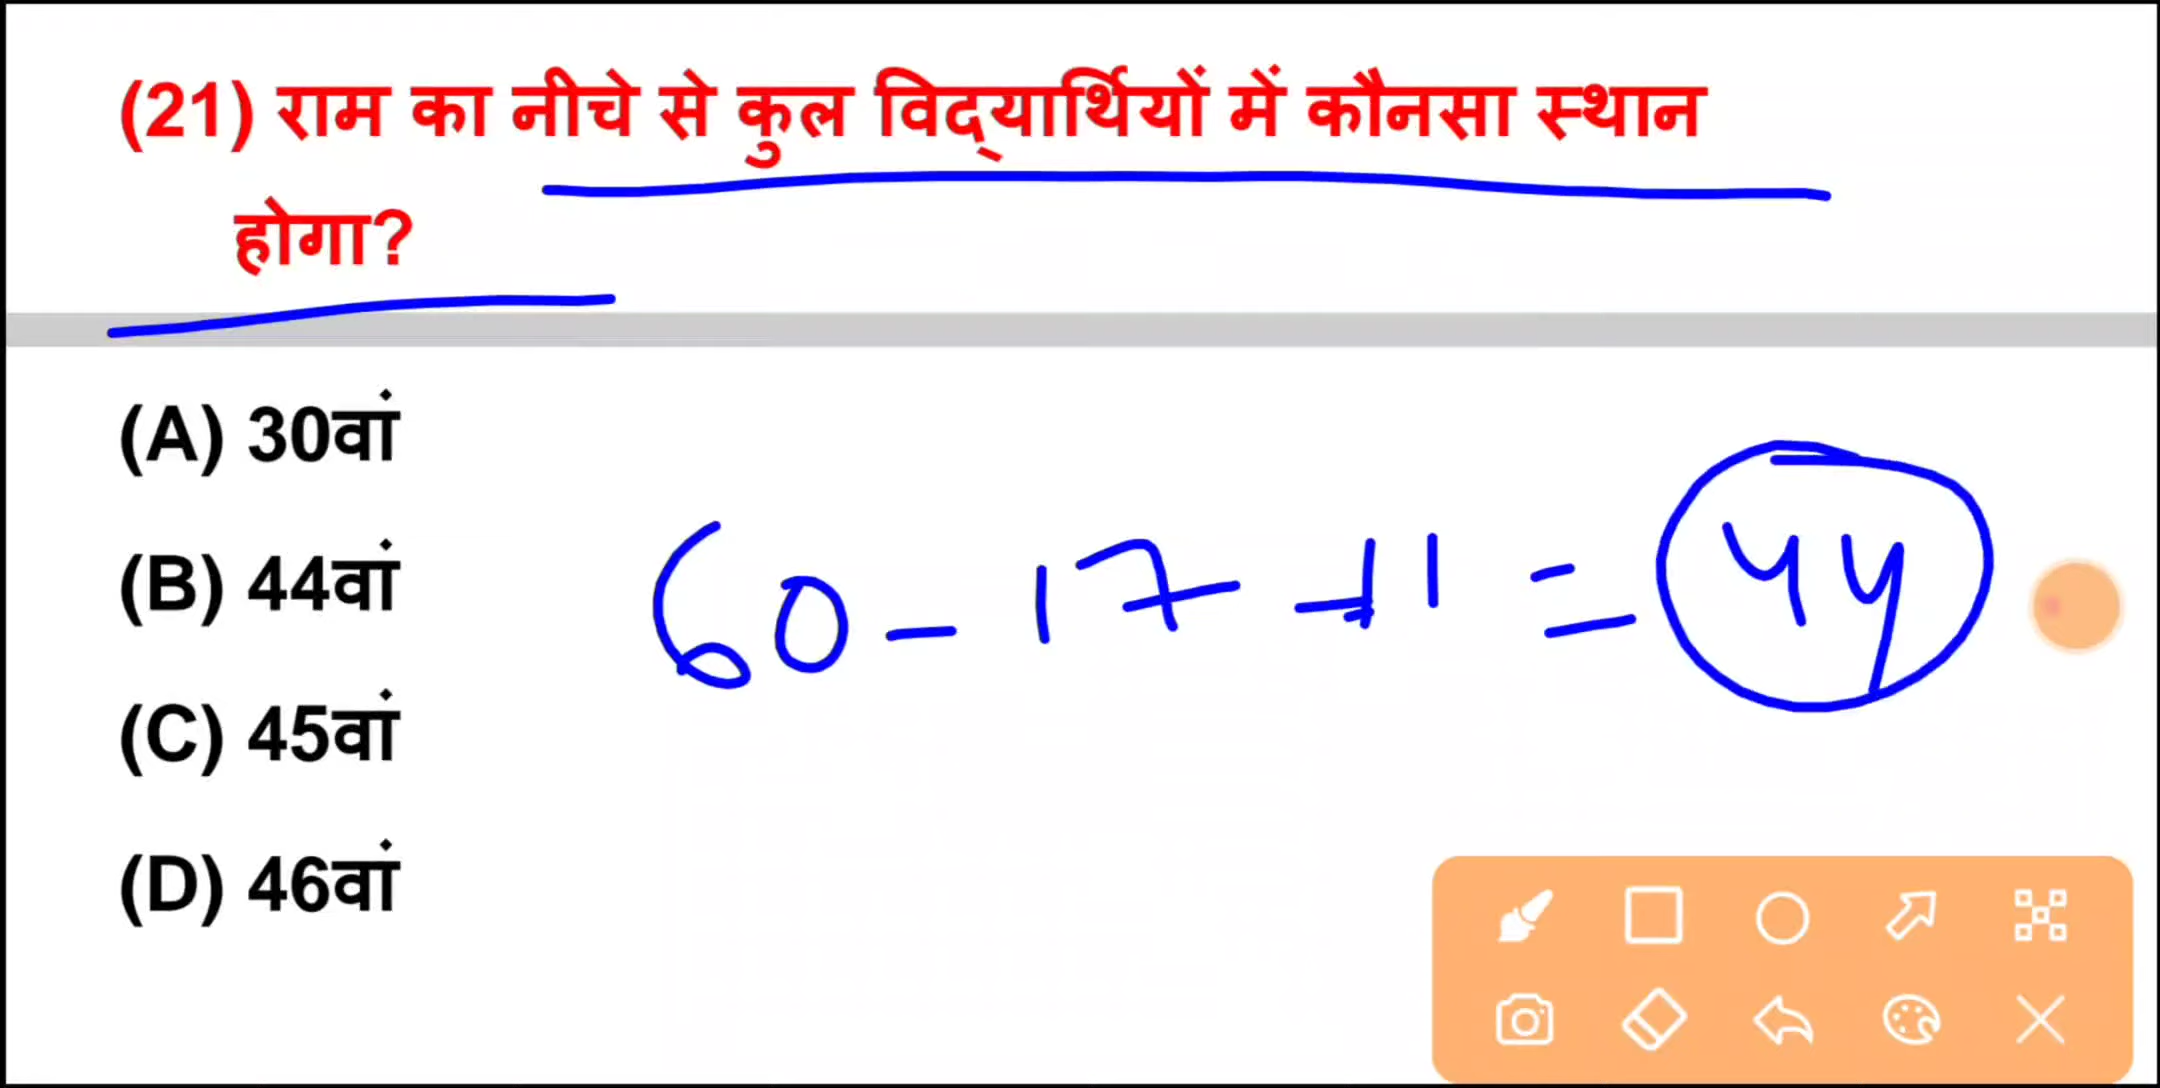 (21) राम का नीचे से कुल विद्यार्थियों में कौनसा स्थान
होगा?
(A) 30वां
(B) 44वां
60 - 17 + 1 = 44
(C) 45वां
(D) 46वां